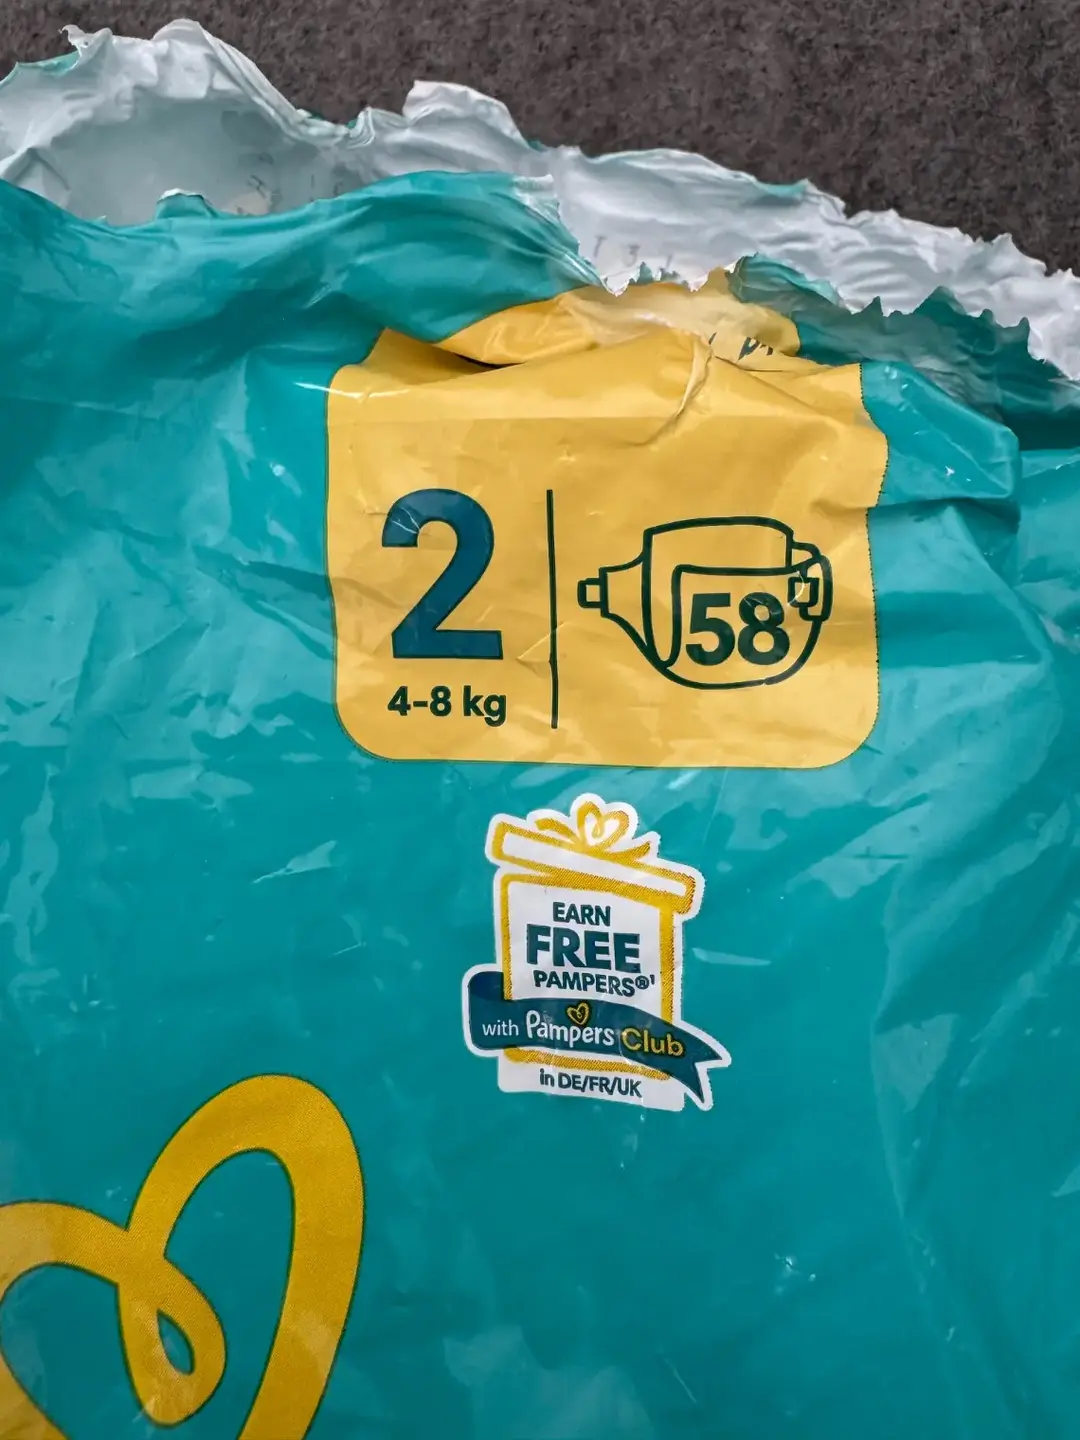 2
58
4-8 kg
EARN
FREE
PAMPERS®¹
with Pampers Club
in DE/FR/UK